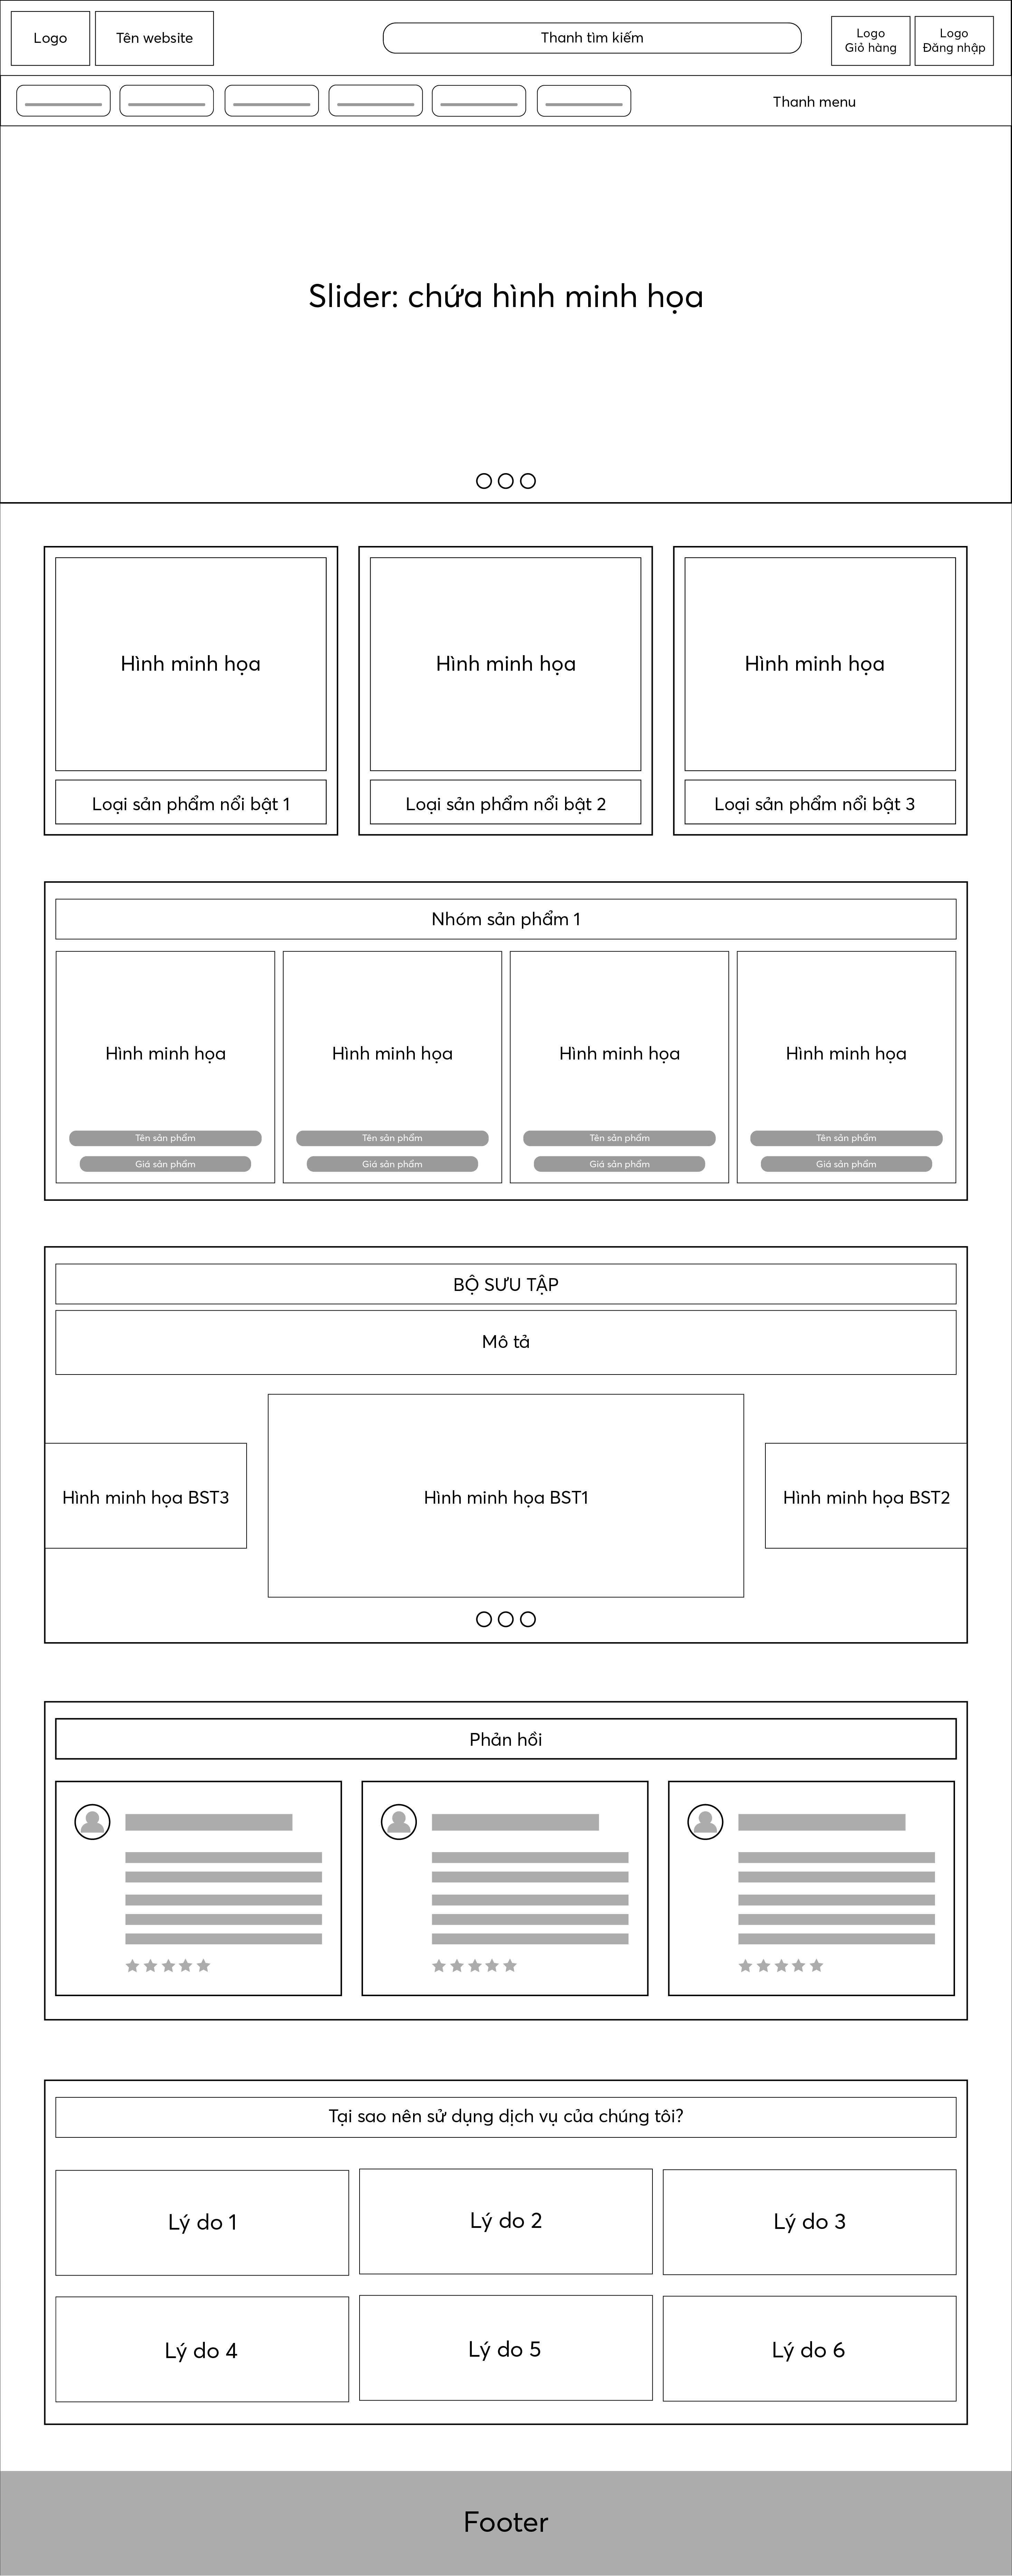 Logo
Tên website
Thanh tìm kiếm
Logo
Giỏ hàng
Logo
Đăng nhập
Thanh menu
Slider: chứa hình minh họa
Hình minh họa
Hình minh họa
Hình minh họa
Loại sản phẩm nổi bật 1
Loại sản phẩm nổi bật 2
Loại sản phẩm nổi bật 3
Nhóm sản phẩm 1
Hình minh họa
Hình minh họa
Hình minh họa
Hình minh họa
Tên sản phẩm
Tên sản phẩm
Tên sản phẩm
Tên sản phẩm
Giá sản phẩm
Giá sản phẩm
Giá sản phẩm
Giá sản phẩm
BỘ SƯU TẬP
Mô tả
Hình minh họa BST3
Hình minh họa BST1
Hình minh họa BST2
Phản hồi
Tại sao nên sử dụng dịch vụ của chúng tôi?
Lý do 1
Lý do 2
Lý do 3
Lý do 4
Lý do 5
Lý do 6
Footer